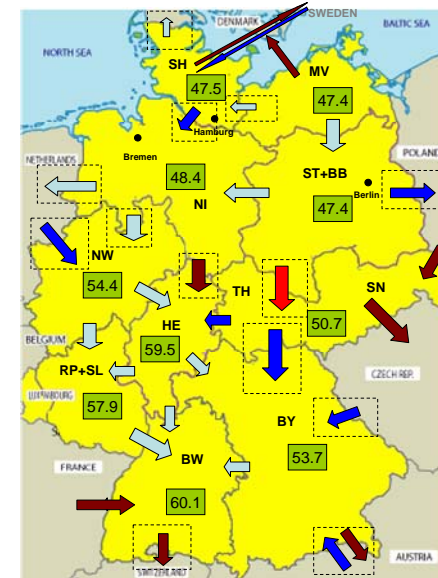 SWEDEN
DENMARK
BALTIC SEA
NORTH SEA
SH
MV
47.5
47.4
Hamburg
Bremen
NETHERLANDS
POLAND
ST+BB
48.4
Berlin
47.4
NI
NW
TH
SN
54.4
HE
50.7
BELGIUM
59.5
RP+SL
CZECH REP.
LUXEMBOURG
57.9
BY
BW
53.7
FRANCE
60.1
AUSTRIA
SWITZERLAND